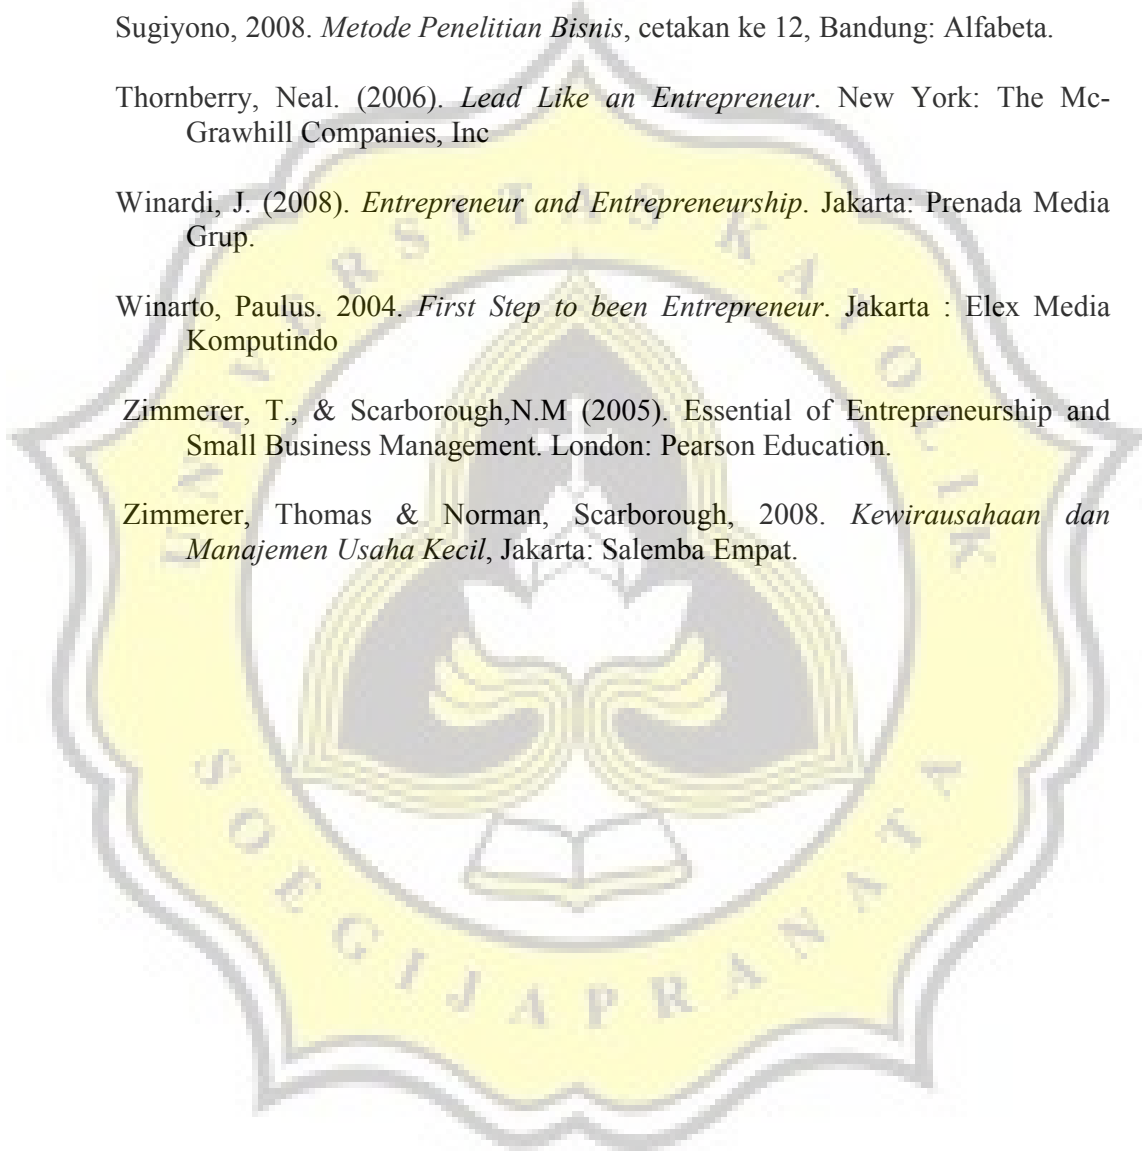 Sugiyono, 2008. Metode Penelitian Bisnis, cetakan ke 12, Bandung: Alfabeta.
Thornberry, Neal. (2006). Lead Like an Entrepreneur. New York: The Mc-
Grawhill Companies, Inc
Winardi, J. (2008). Entrepreneur and Entrepreneurship. Jakarta: Prenada Media
Grup.
Winarto, Paulus. 2004. First Step to been Entrepreneur. Jakarta : Elex Media
Komputindo
Zimmerer, T., & Scarborough,N.M (2005). Essential of Entrepreneurship and
Small Business Management. London: Pearson Education.
Zimmerer, Thomas & Norman, Scarborough, 2008. Kewirausahaan dan
Manajemen Usaha Kecil, Jakarta: Salemba Empat.
UNIVERSITAS KATOLIK
SOEGIJAPRANATA